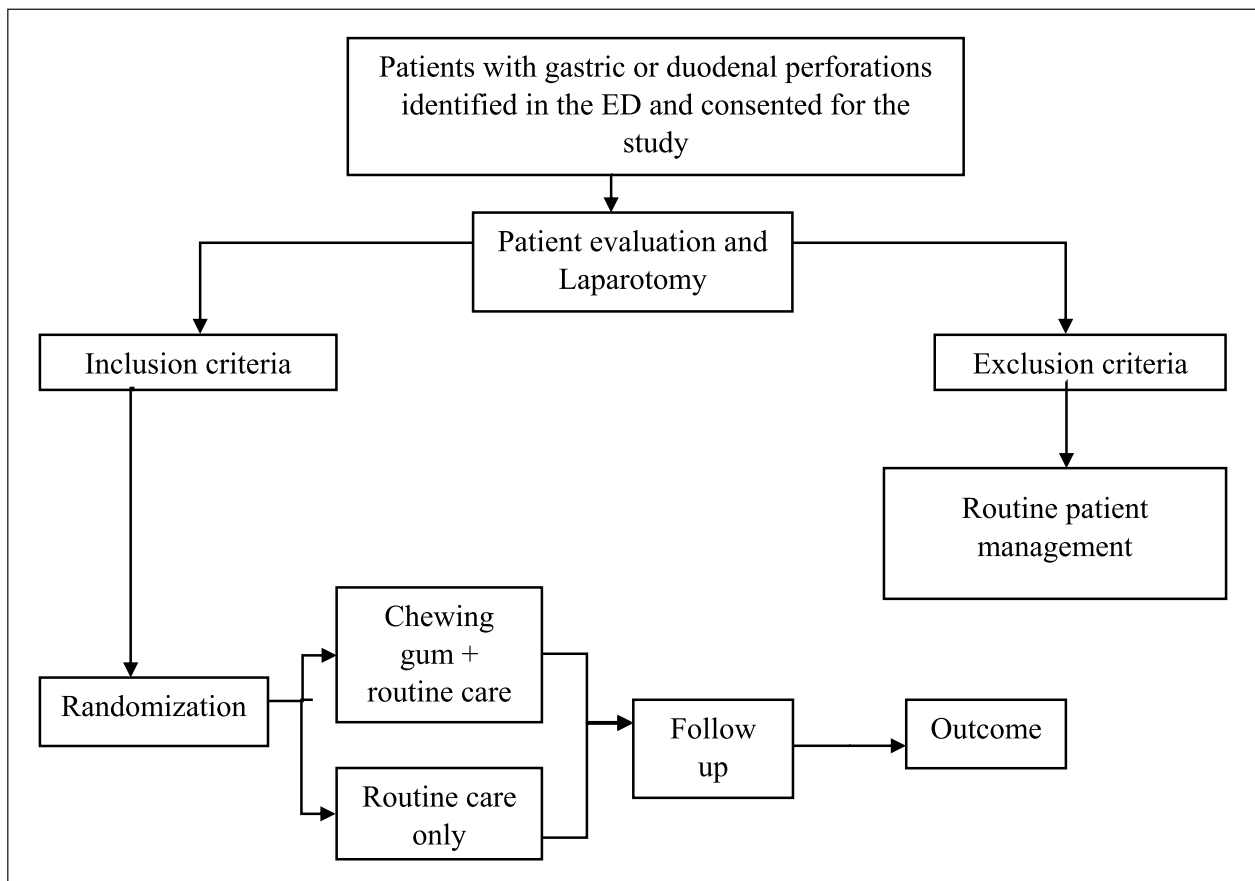 Patients with gastric or duodenal perforations
identified in the ED and consented for the
study
Patient evaluation and
Laparotomy
Inclusion criteria
Exclusion criteria
Routine patient
management
Chewing
gum +
routine care
Randomization
Follow
up
Outcome
Routine care
only